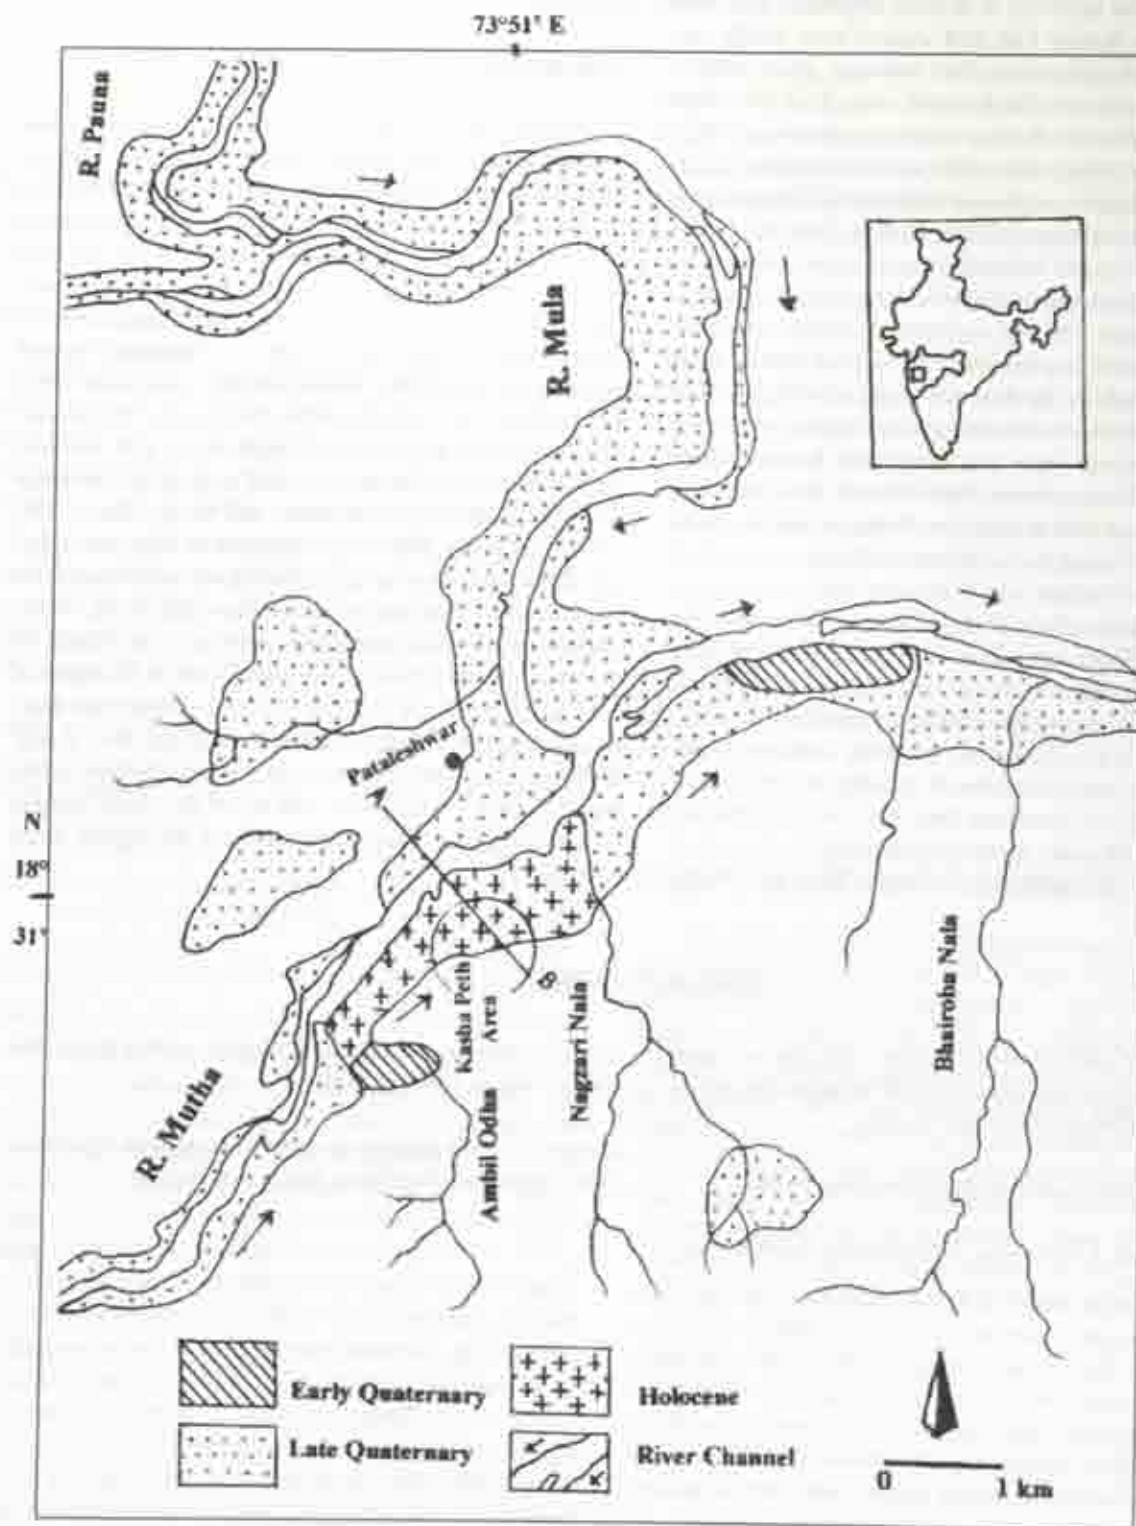 73°51' E
R. Pauna
R. Mula
Pataleshwar
A
N
18°
31'
B
Kasba Peth
Area
R. Mutha
Ambil Odha
Nagzari Nala
Bhairoba Nala
Early Quaternary
Holocene
Late Quaternary
River Channel
0
1 km